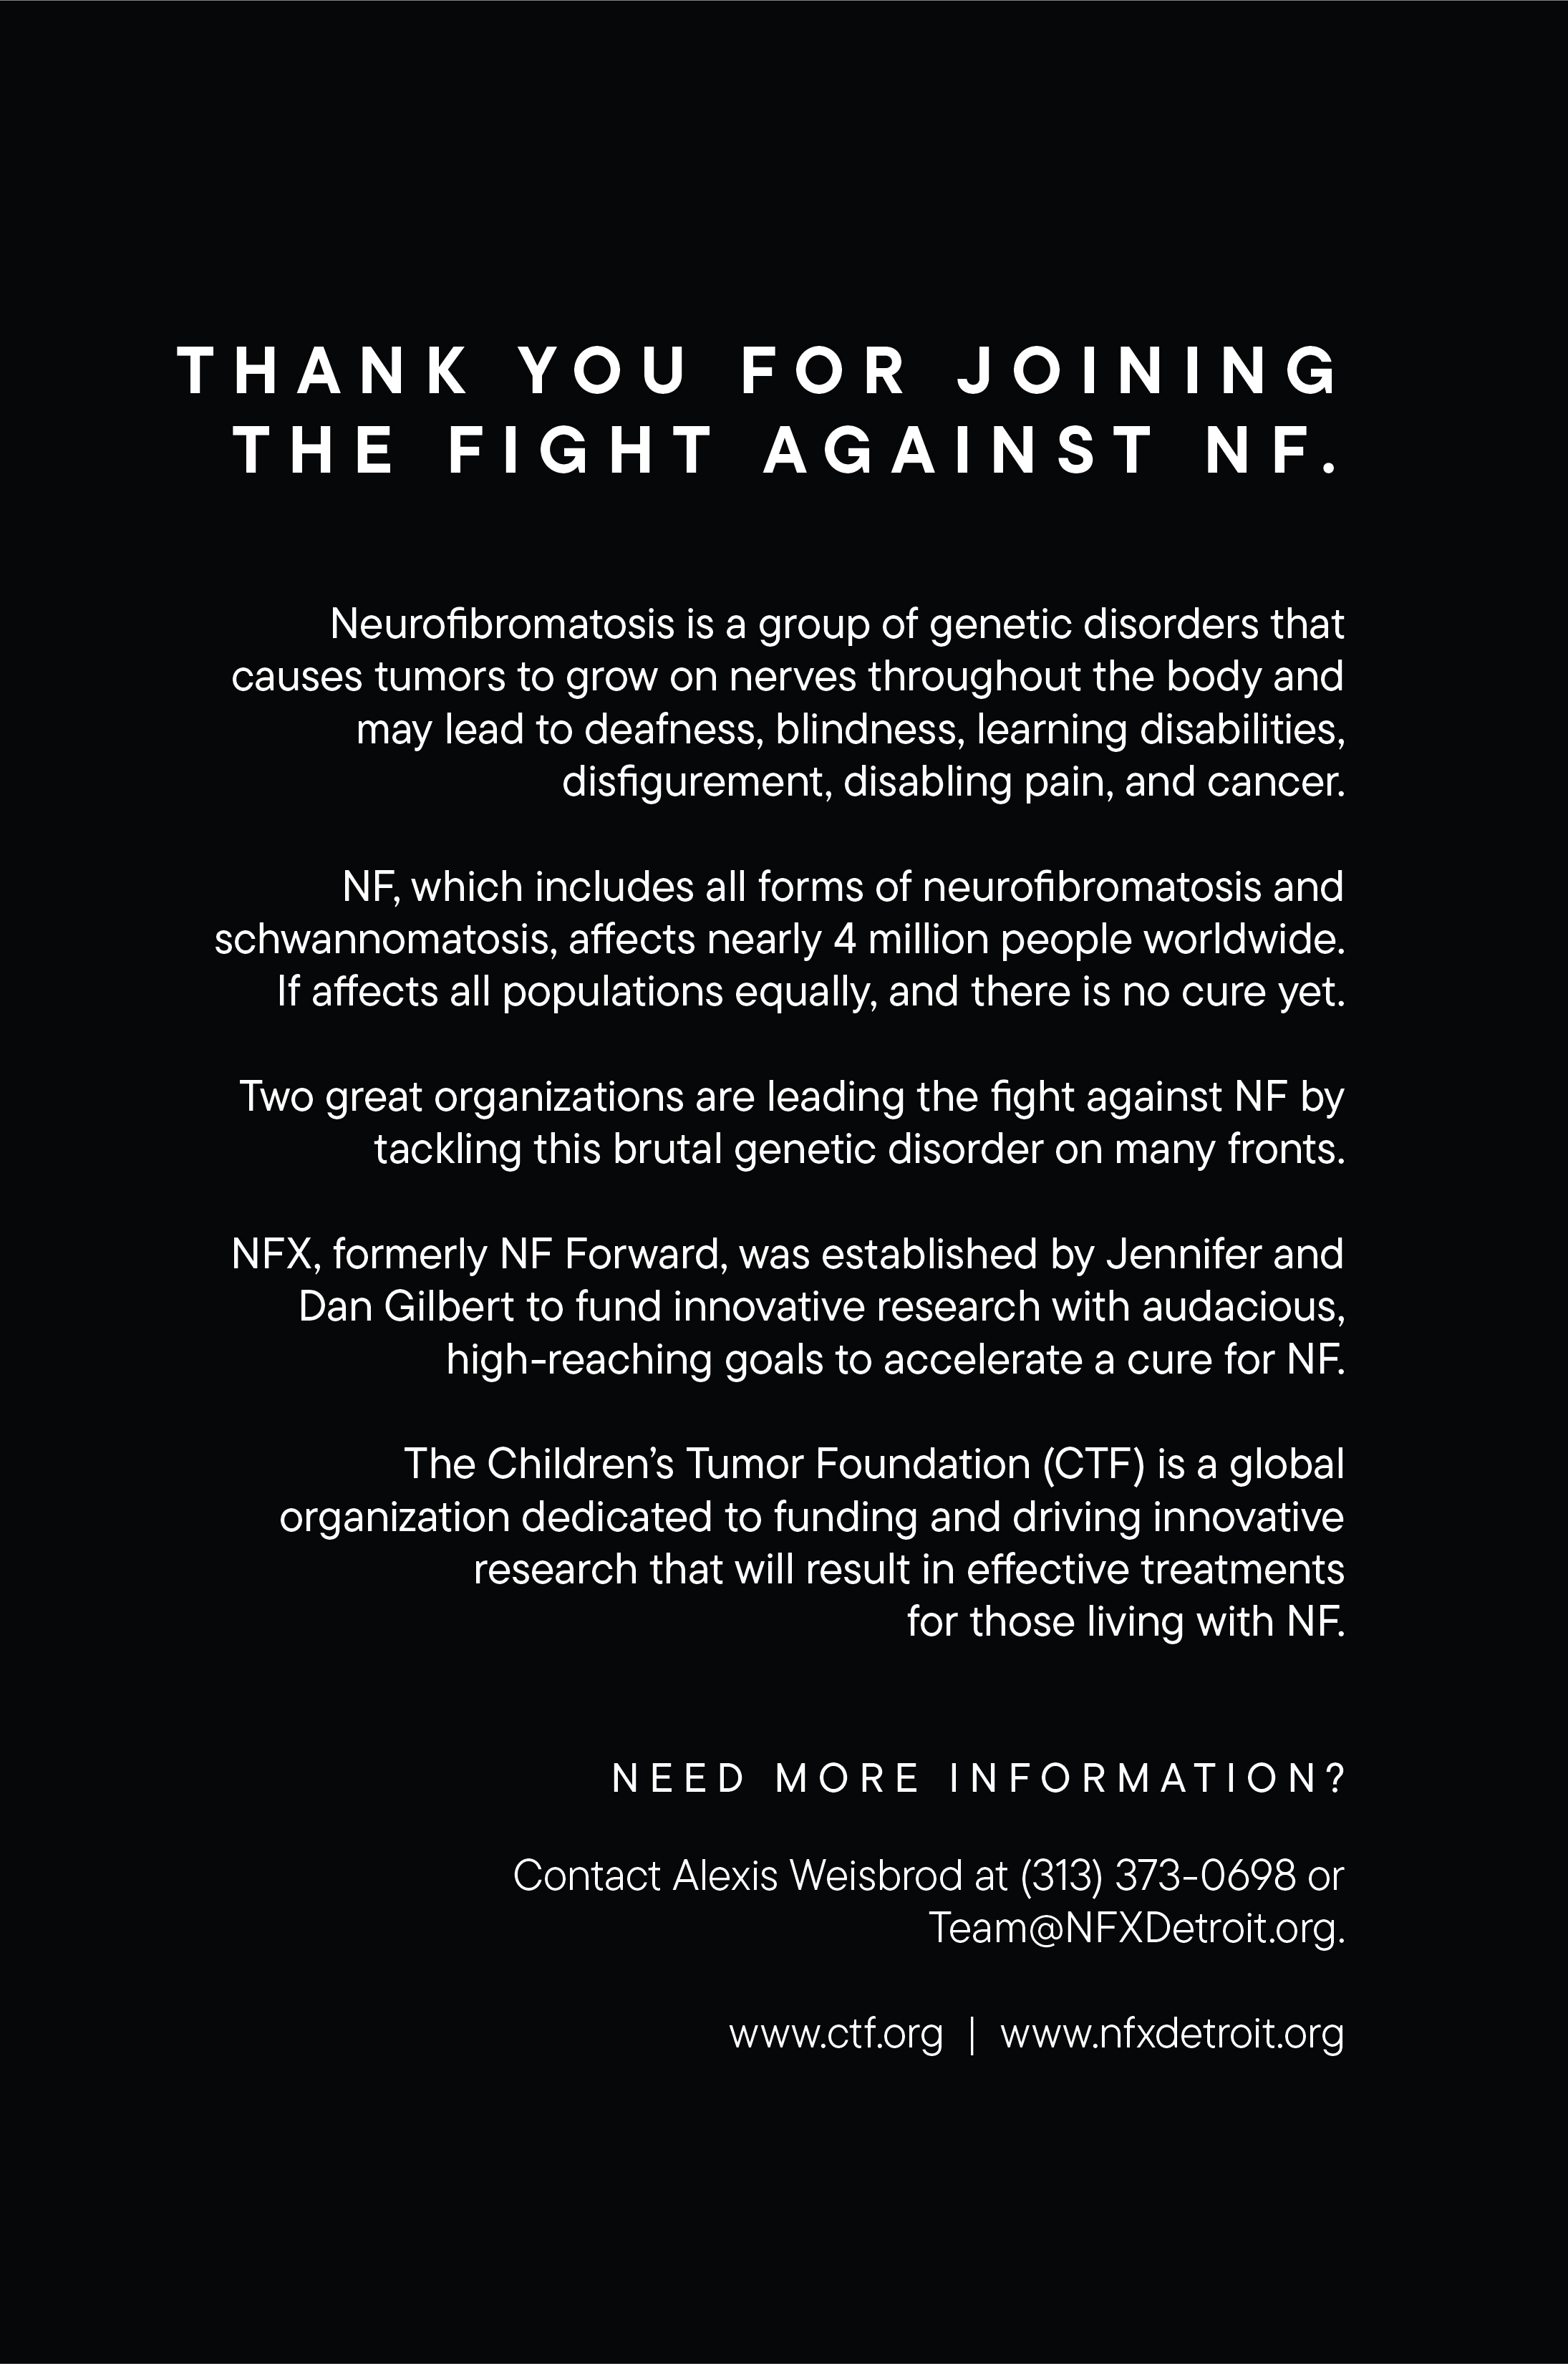 THANK YOU FOR JOINING
THE FIGHT AGAINST NF.
Neurofibromatosis is a group of genetic disorders that
causes tumors to grow on nerves throughout the body and
may lead to deafness, blindness, learning disabilities,
disfigurement, disabling pain, and cancer.
NF, which includes all forms of neurofibromatosis and
schwannomatosis, affects nearly 4 million people worldwide.
If affects all populations equally, and there is no cure yet.
Two great organizations are leading the fight against NF by
tackling this brutal genetic disorder on many fronts.
NFX, formerly NF Forward, was established by Jennifer and
Dan Gilbert to fund innovative research with audacious,
high-reaching goals to accelerate a cure for NF.
The Children’s Tumor Foundation (CTF) is a global
organization dedicated to funding and driving innovative
research that will result in effective treatments
for those living with NF.
NEED MORE INFORMATION?
Contact Alexis Weisbrod at (313) 373-0698 or
Team@NFXDetroit.org.
www.ctf.org | www.nfxdetroit.org